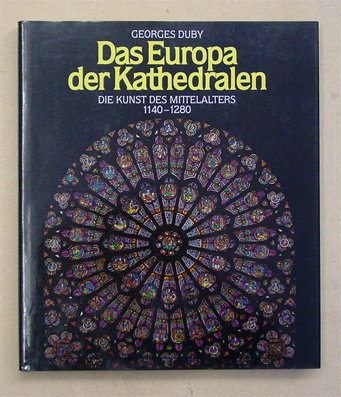 GEORGES DUBY
Das Europa
der Kathedralen
DIE KUNST DES MITTELALTERS
1140–1280